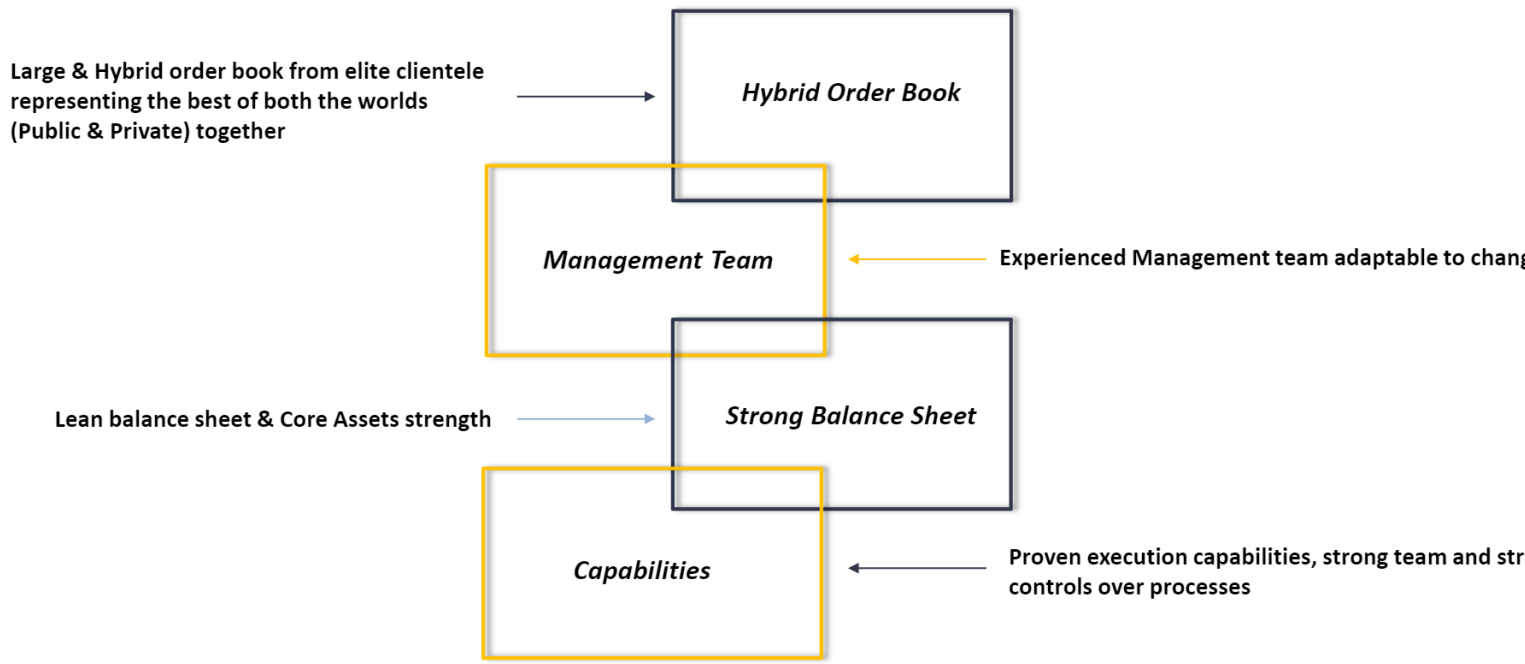 Large & Hybrid order book from elite clientele
representing the best of both the worlds
(Public & Private) together
Hybrid Order Book
Management Team
Experienced Management team adaptable to
Lean balance sheet & Core Assets strength
Strong Balance Sheet
Capabilities
Proven execution capabilities, strong team and
controls over processes